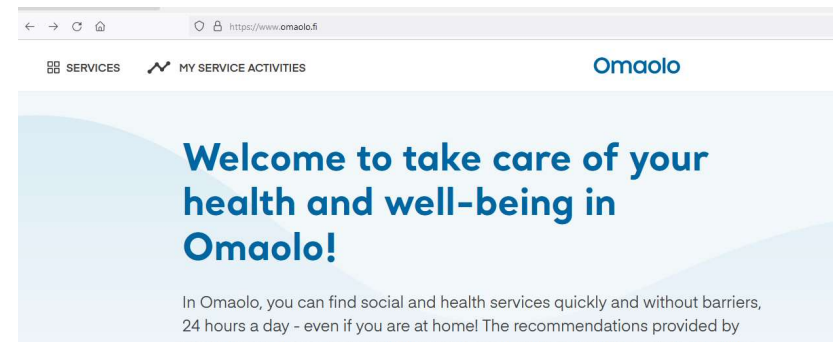 https://www.omaolo.fi
SERVICES MY SERVICE ACTIVITIES Omaolo
Welcome to take care of your
health and well-being in
Omaolo!
In Omaolo, you can find social and health services quickly and without barriers,
24 hours a day - even if you are at home! The recommendations provided by